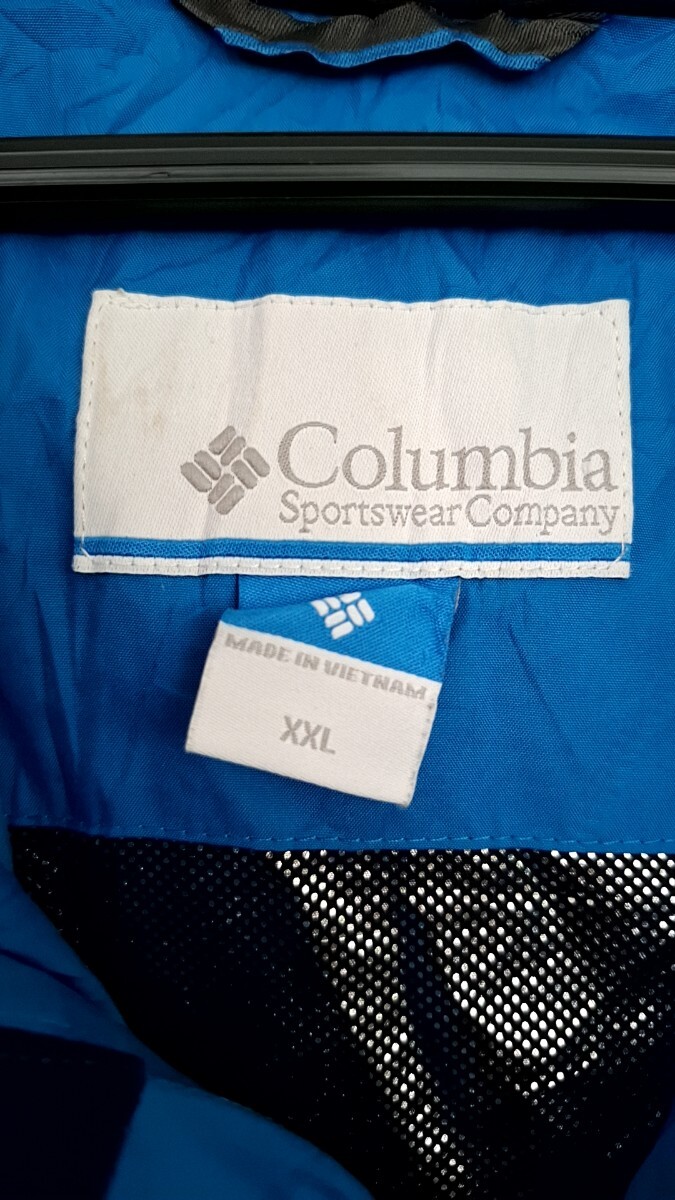 Columbia
Sportswear Company
MADE IN VIETNAM
XXL